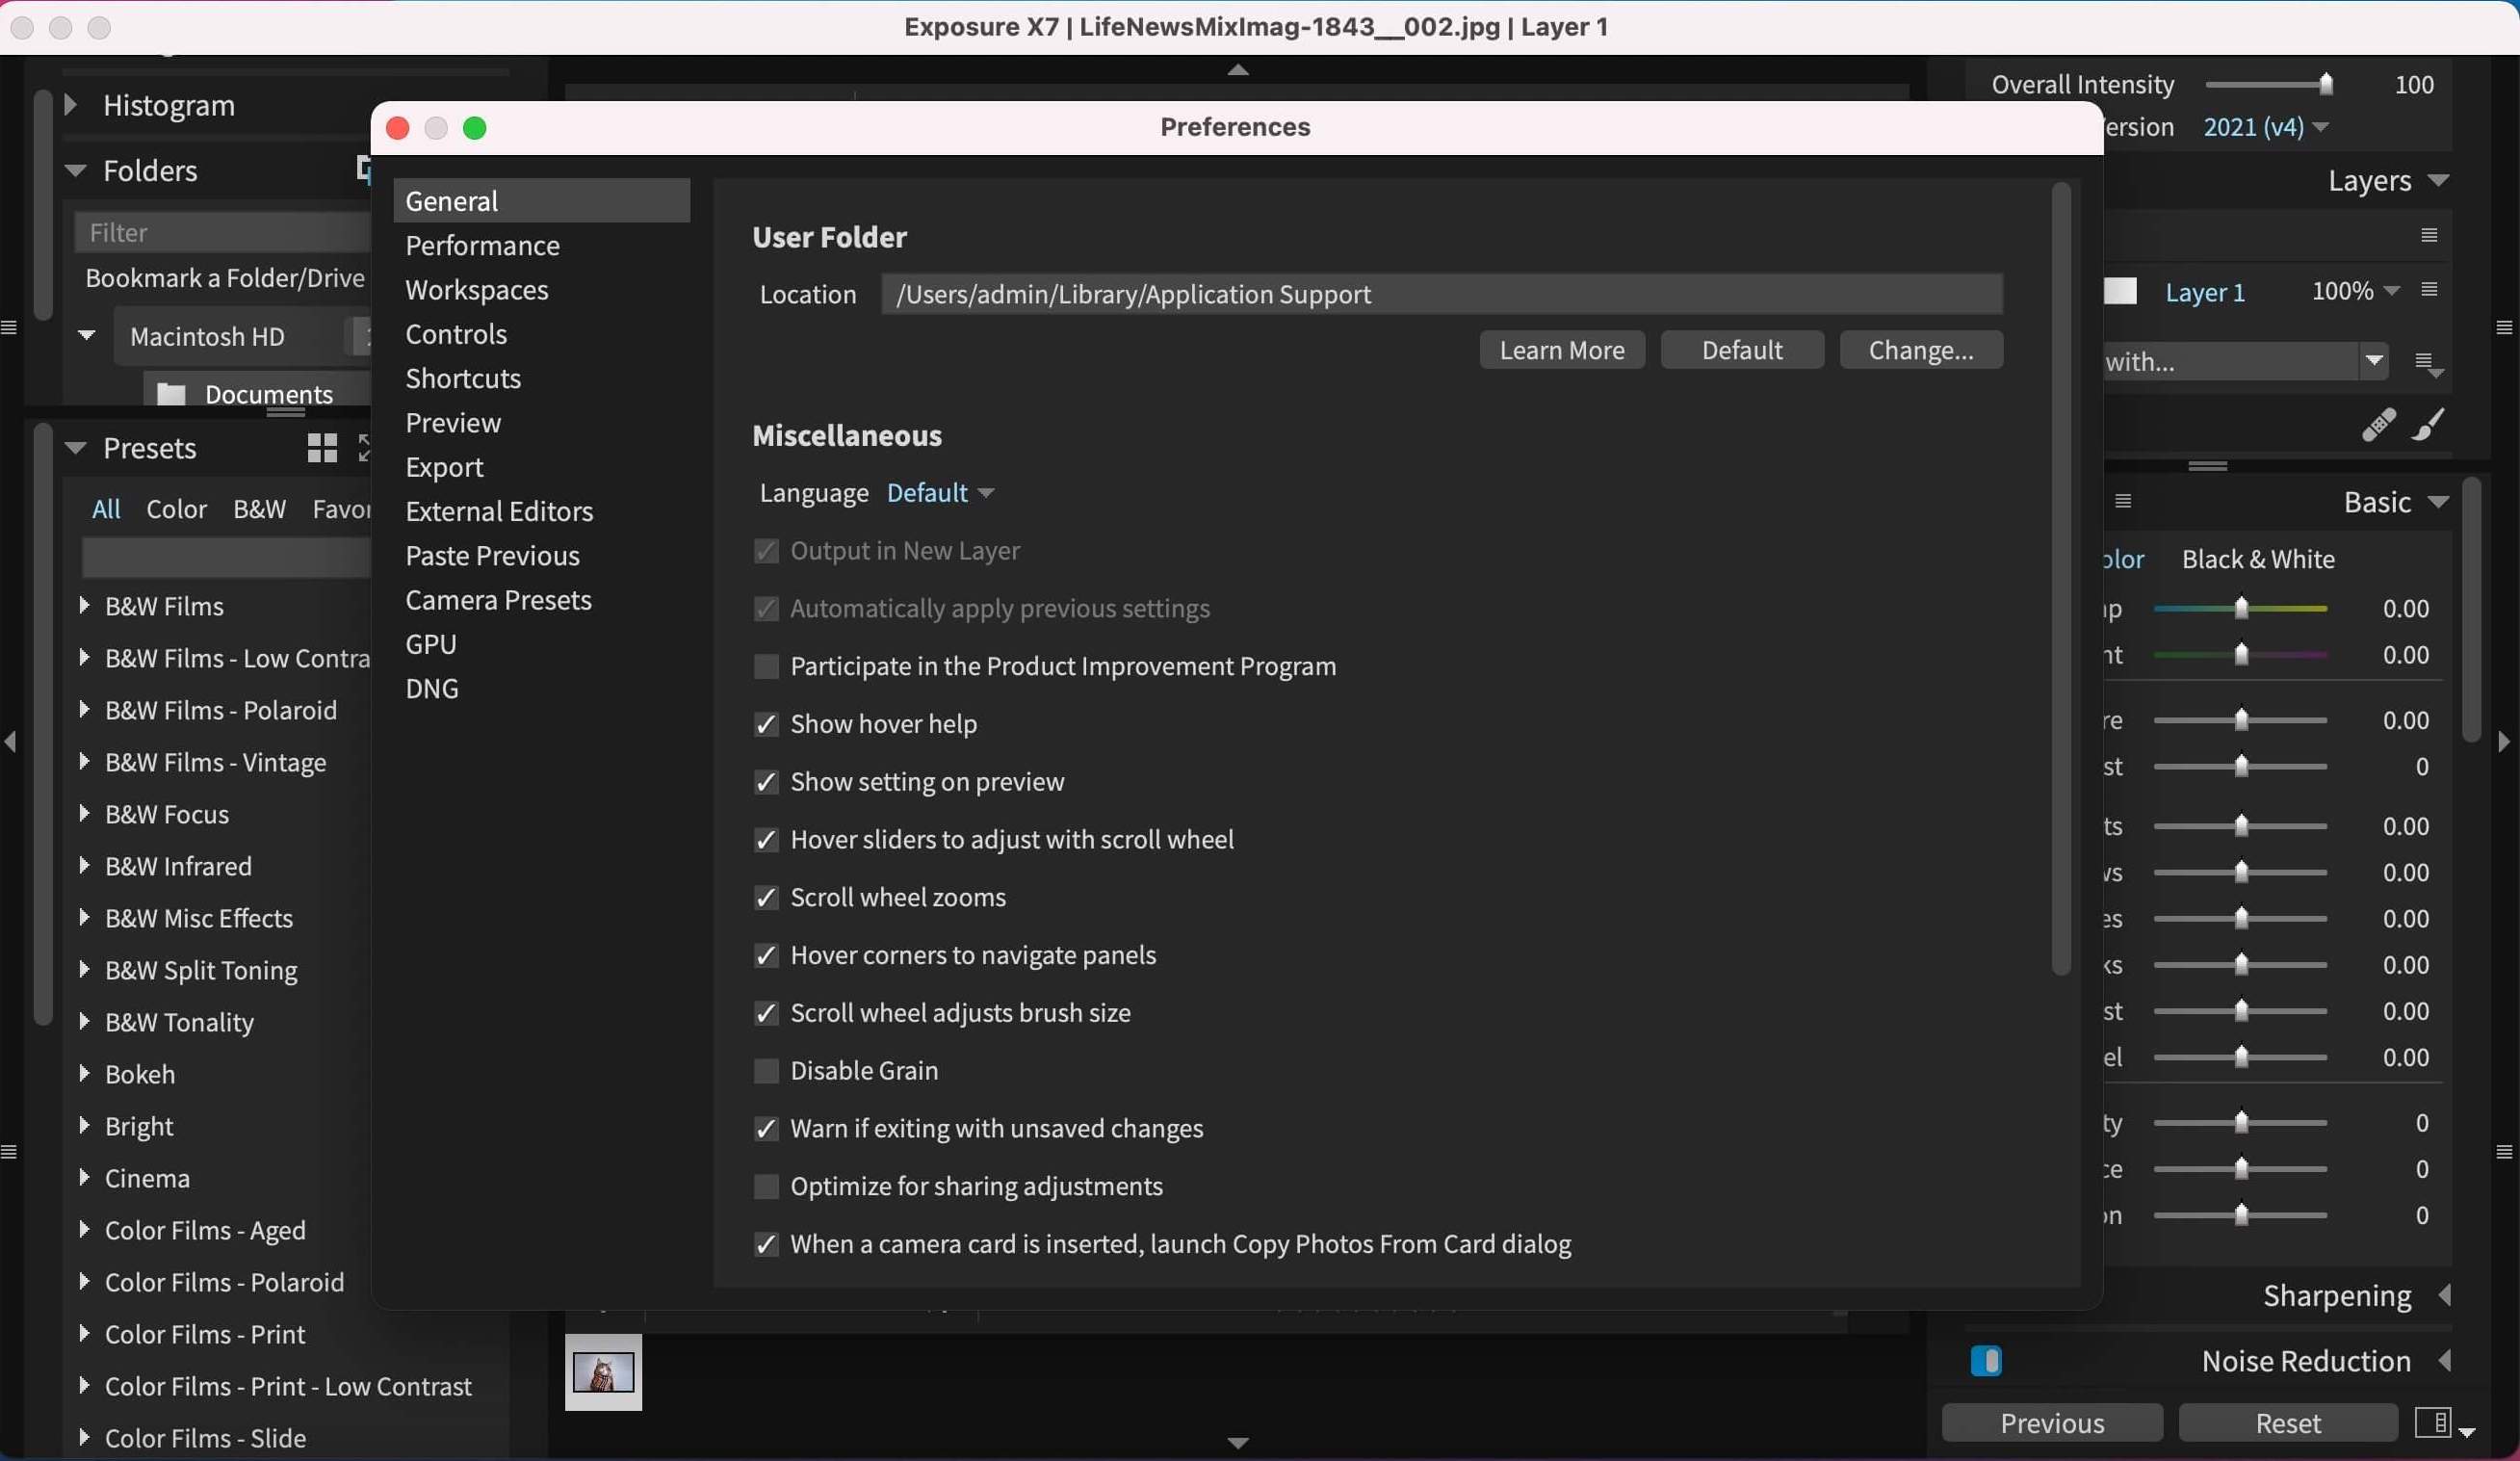 Exposure X7 | LifeNewsMixImag-1843__002.jpg | Layer 1
Histogram
Folders
Filter
Bookmark a Folder/Drive
Macintosh HD
Documents
Presets
All Color B&W Favor
B&W Films
B&W Films - Low Contra
B&W Films - Polaroid
B&W Films - Vintage
B&W Focus
B&W Infrared
B&W Misc Effects
B&W Split Toning
B&W Tonality
Bokeh
Bright
Cinema
Color Films - Aged
Color Films - Polaroid
Color Films - Print
Color Films - Print - Low Contrast
Color Films - Slide
Preferences
General
Performance
Workspaces
Controls
Shortcuts
Preview
Export
External Editors
Paste Previous
Camera Presets
GPU
DNG
User Folder
Location /Users/admin/Library/Application Support
Learn More Default Change...
Miscellaneous
Language Default
Output in New Layer
Automatically apply previous settings
Participate in the Product Improvement Program
Show hover help
Show setting on preview
Hover sliders to adjust with scroll wheel
Scroll wheel zooms
Hover corners to navigate panels
Scroll wheel adjusts brush size
Disable Grain
Warn if exiting with unsaved changes
Optimize for sharing adjustments
When a camera card is inserted, launch Copy Photos From Card dialog
Overall Intensity 100
ersion 2021 (v4)
Layers
Layer 1 100%
with...
Basic
olor Black & White
np 0.00
nt 0.00
re 0.00
st 0
ts 0.00
ws 0.00
es 0.00
ks 0.00
st 0.00
el 0.00
ty 0
ce 0
on 0
Sharpening
Noise Reduction
Previous Reset